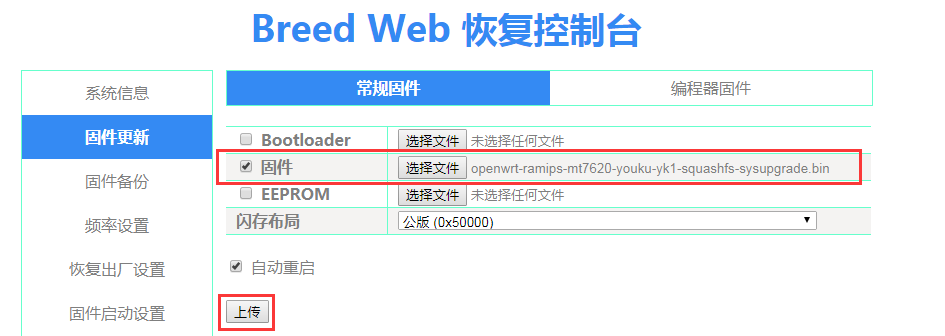 Breed Web 恢复控制台
系统信息
固件更新
固件备份
频率设置
恢复出厂设置
固件启动设置
常规固件 编程器固件
Bootloader 选择文件 未选择任何文件
固件 选择文件 openwrt-ramips-mt7620-youku-yk1-squashfs-sysupgrade.bin
EEPROM 选择文件 未选择任何文件
闪存布局 公版 (0x50000)
自动重启
上传